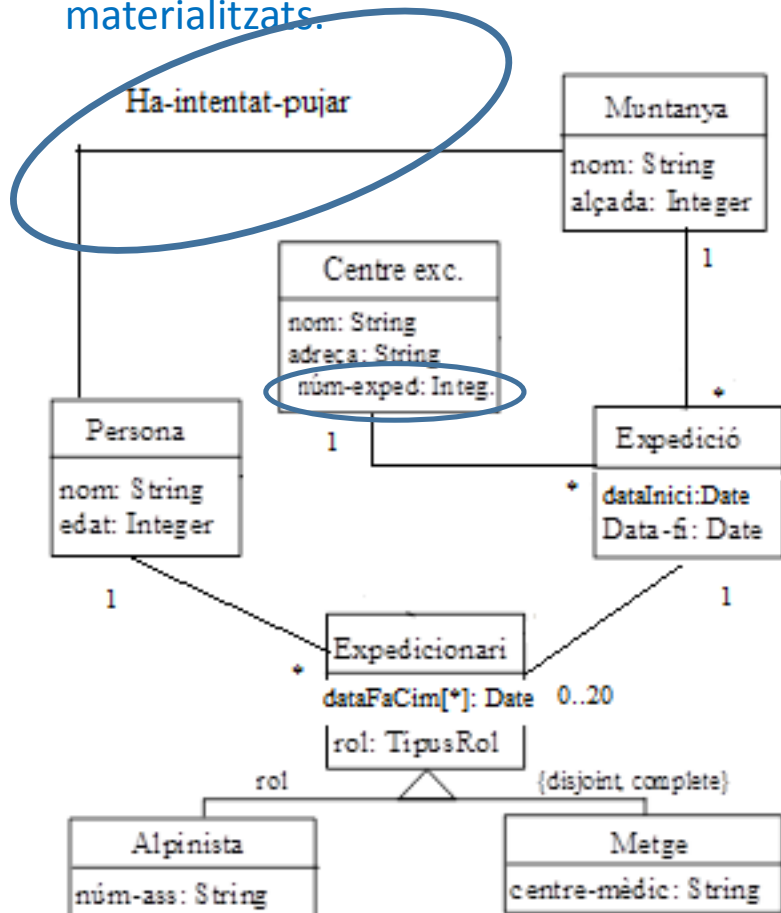 materialitzats.
Ha-intentat-pujar
Muntanya
nom: String
alçada: Integer
1
Centre exc.
nom: String
adreça: String
núm-exped: Integ.
1
*
Persona
nom: String
edat: Integer
Expedició
*
dataInici:Date
Data-fi: Date
1
1
Expedicionari
*
dataFaCim[*]: Date
0..20
rol: TipusRol
rol
{disjoint, complete}
Alpinista
núm-ass: String
Metge
centre-mèdic: String